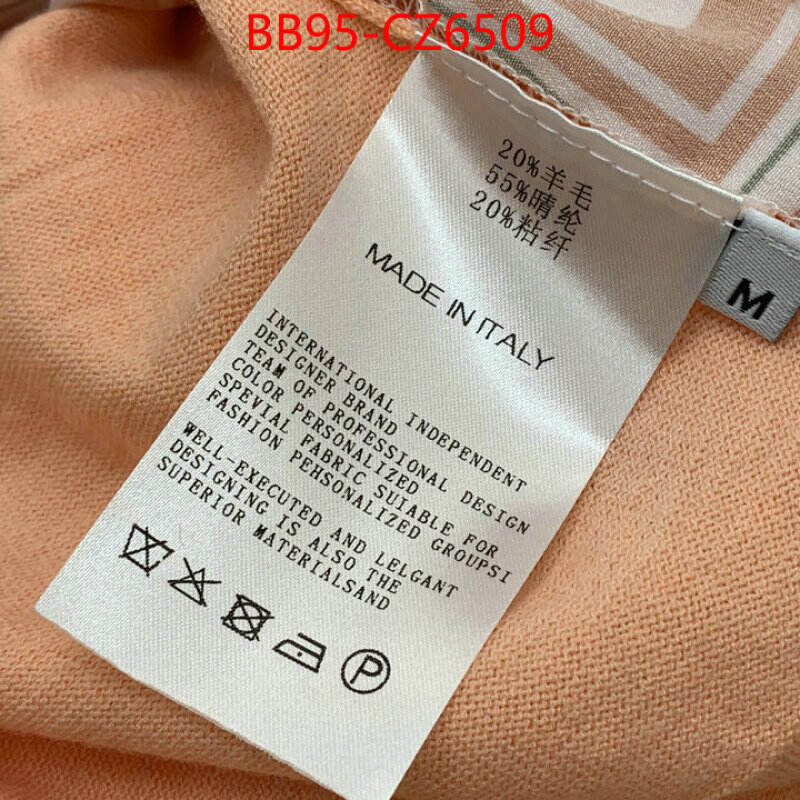 BB95-CZ6509
20%羊毛
55%晴纶
20%粘纤
MADE IN ITALY
M
INTERNATIONAL INDEPENDENT
DESIGNER BRAND
TEAM OF PROFESSIONAL DESIGN
COLOR PERSONALIZED
SPEVIAL FABRIC SUIABLE FOR
FASHION PEHSONALIZED GROUPSI
WELL-EXECUTED AND LELGANT
DESIGNING IS ALSO THE
SUPERIOR MATERIALSAND
P